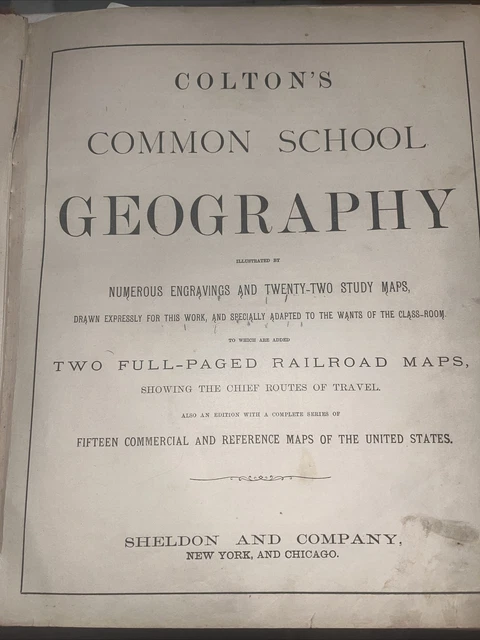 COLTON'S
COMMON SCHOOL
GEOGRAPHY
ILLUSTRATED BY
NUMEROUS ENGRAVINGS AND TWENTY-TWO STUDY MAPS,
DRAWN EXPRESSLY FOR THIS WORK, AND SPECIALLY ADAPTED TO THE WANTS OF THE CLASS-ROOM.
TO WHICH ARE ADDED
TWO FULL-PAGED RAILROAD MAPS,
SHOWING THE CHIEF ROUTES OF TRAVEL.
ALSO AN EDITION WITH A COMPLETE SERIES OF
FIFTEEN COMMERCIAL AND REFERENCE MAPS OF THE UNITED STATES.
SHELDON AND COMPANY,
NEW YORK, AND CHICAGO.